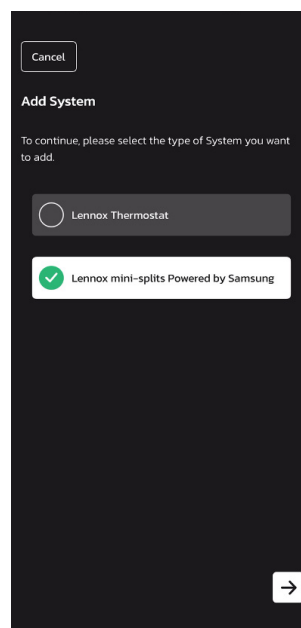 Cancel
Add System
To continue, please select the type of System you want
to add.
Lennox Thermostat
Lennox mini-splits Powered by Samsung